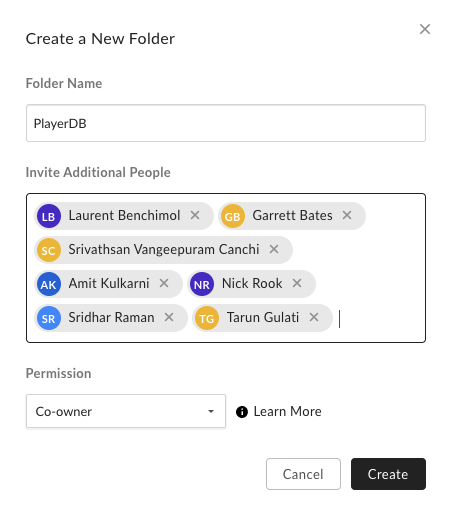 Create a New Folder
Folder Name
PlayerDB
Invite Additional People
LB Laurent Benchimol GB Garrett Bates
SC Srivathsan Vangeepuram Canchi
AK Amit Kulkarni NR Nick Rook
SR Sridhar Raman TG Tarun Gulati
Permission
Co-owner Learn More
Cancel Create